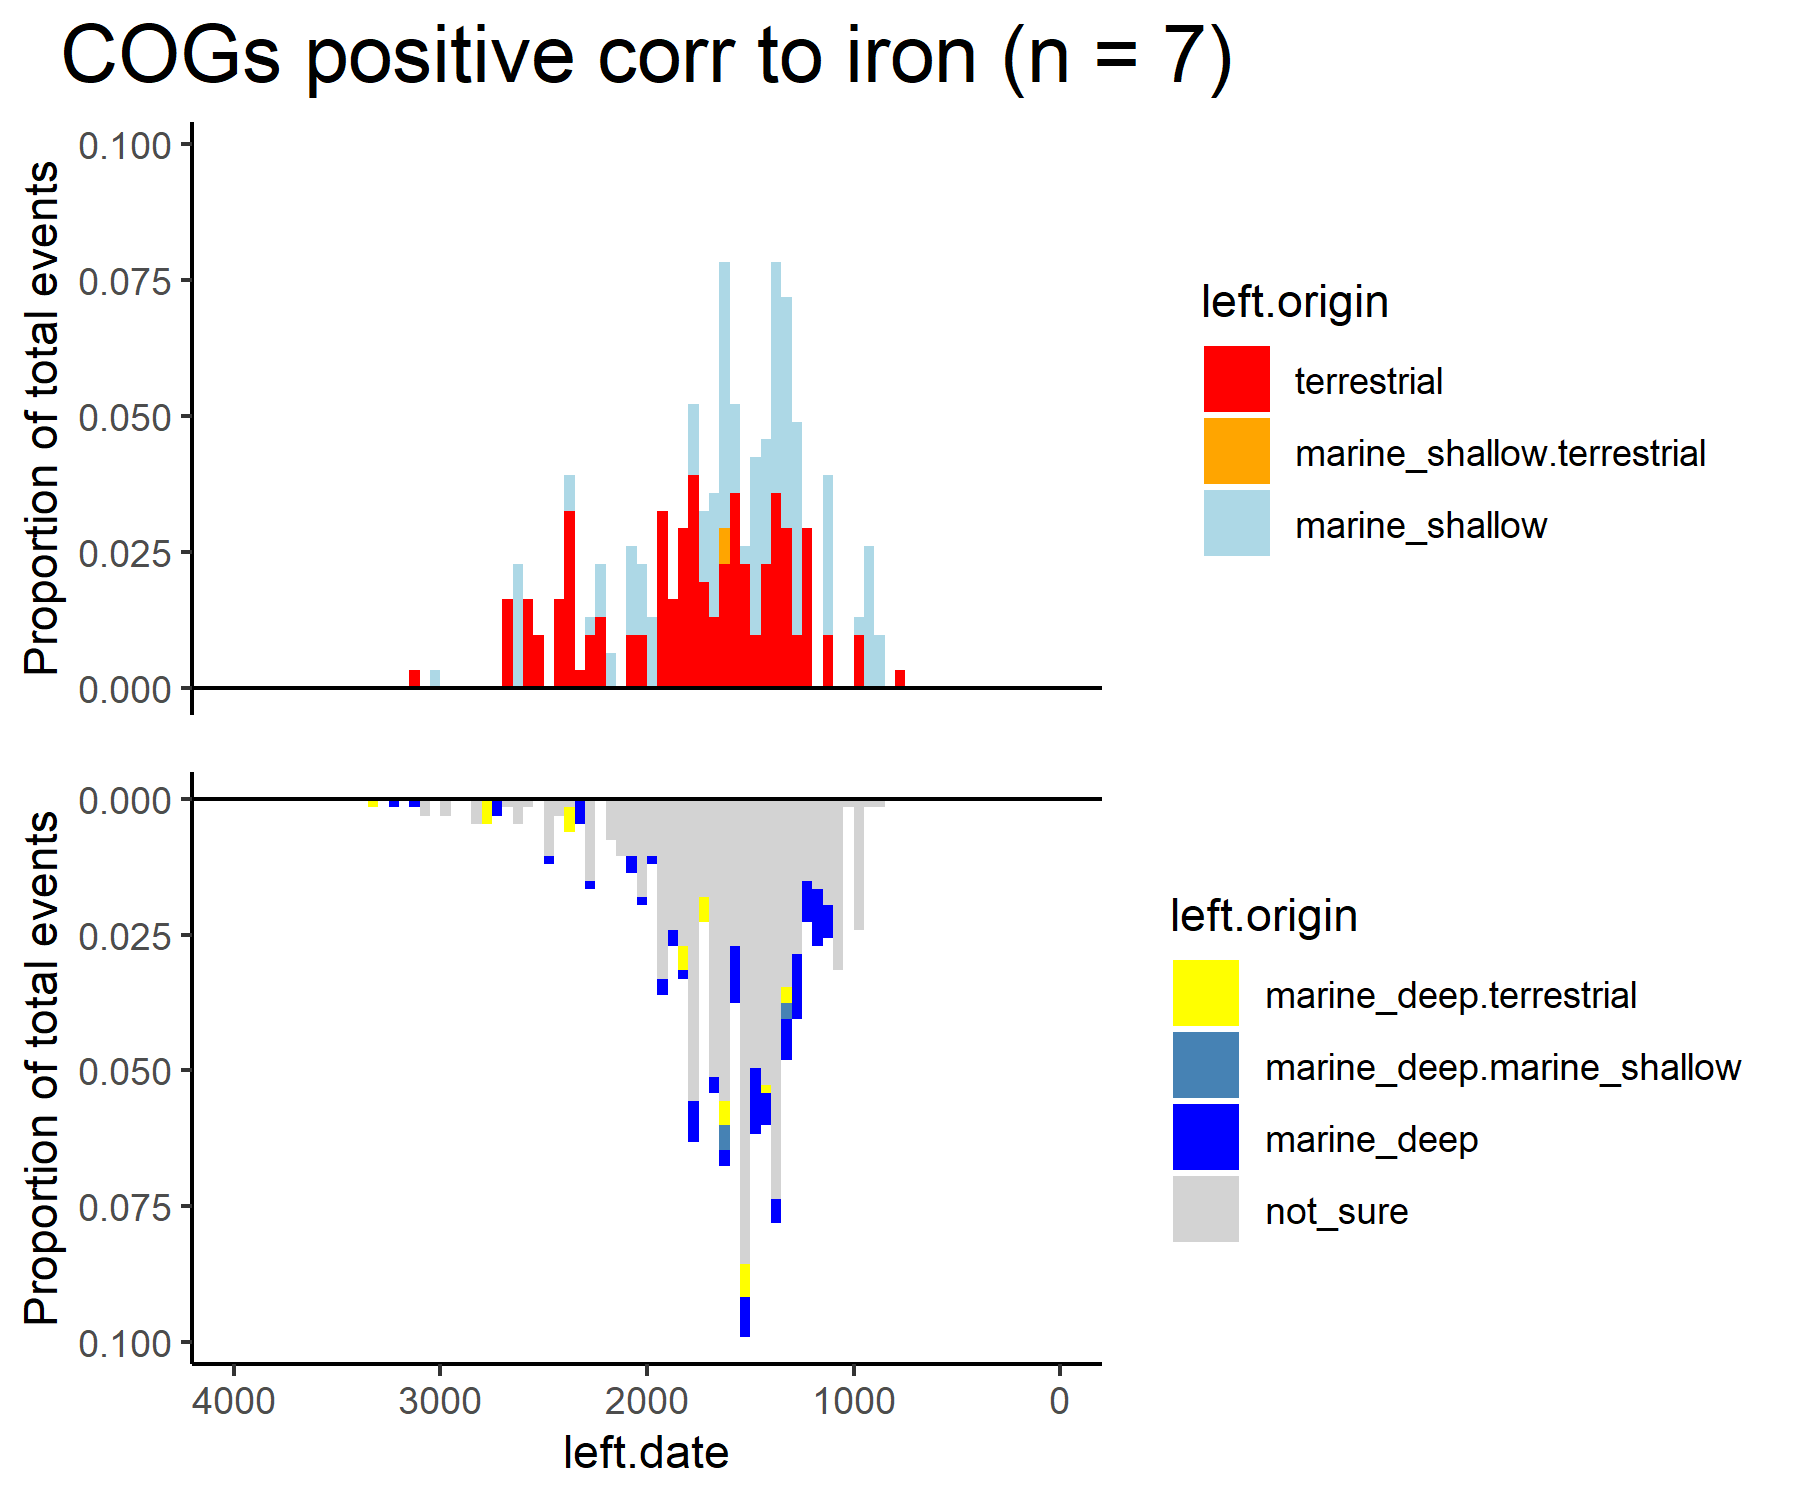 COGs positive corr to iron (n = 7)
Proportion of total events
0.100
0.075
0.050
0.025
0.000
left.origin
terrestrial
marine_shallow.terrestrial
marine_shallow
Proportion of total events
0.000
0.025
0.050
0.075
0.100
4000 3000 2000 1000 0
left.date
left.origin
marine_deep.terrestrial
marine_deep.marine_shallow
marine_deep
not_sure